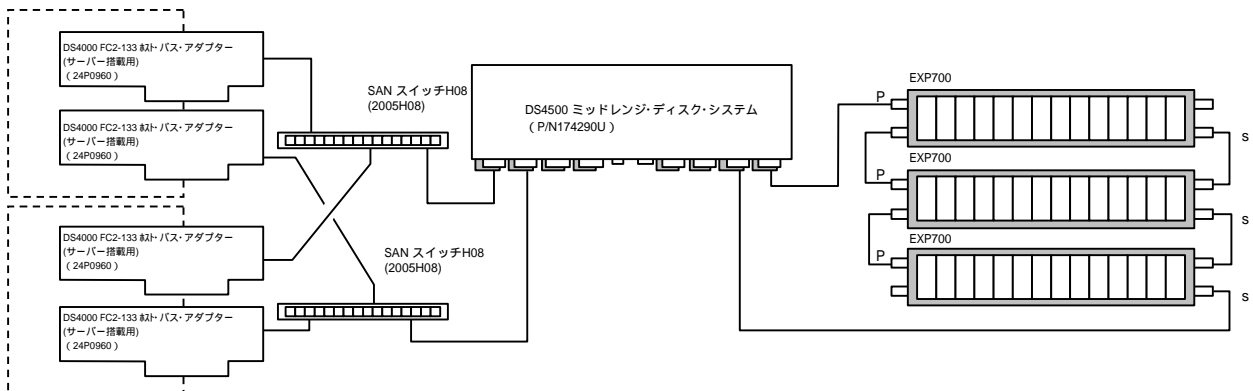 DS4000 FC2-133 ﾎｽﾄ・バス・アダプター
(サーバー搭載用)
（24P0960）
DS4000 FC2-133 ﾎｽﾄ・バス・アダプター
(サーバー搭載用)
（24P0960）
SAN スイッチH08
(2005H08)
DS4500 ミッドレンジ・ディスク・システム
（P/N174290U）
EXP700
P
S
EXP700
P
S
EXP700
P
S
DS4000 FC2-133 ﾎｽﾄ・バス・アダプター
(サーバー搭載用)
（24P0960）
SAN スイッチH08
(2005H08)
DS4000 FC2-133 ﾎｽﾄ・バス・アダプター
(サーバー搭載用)
（24P0960）